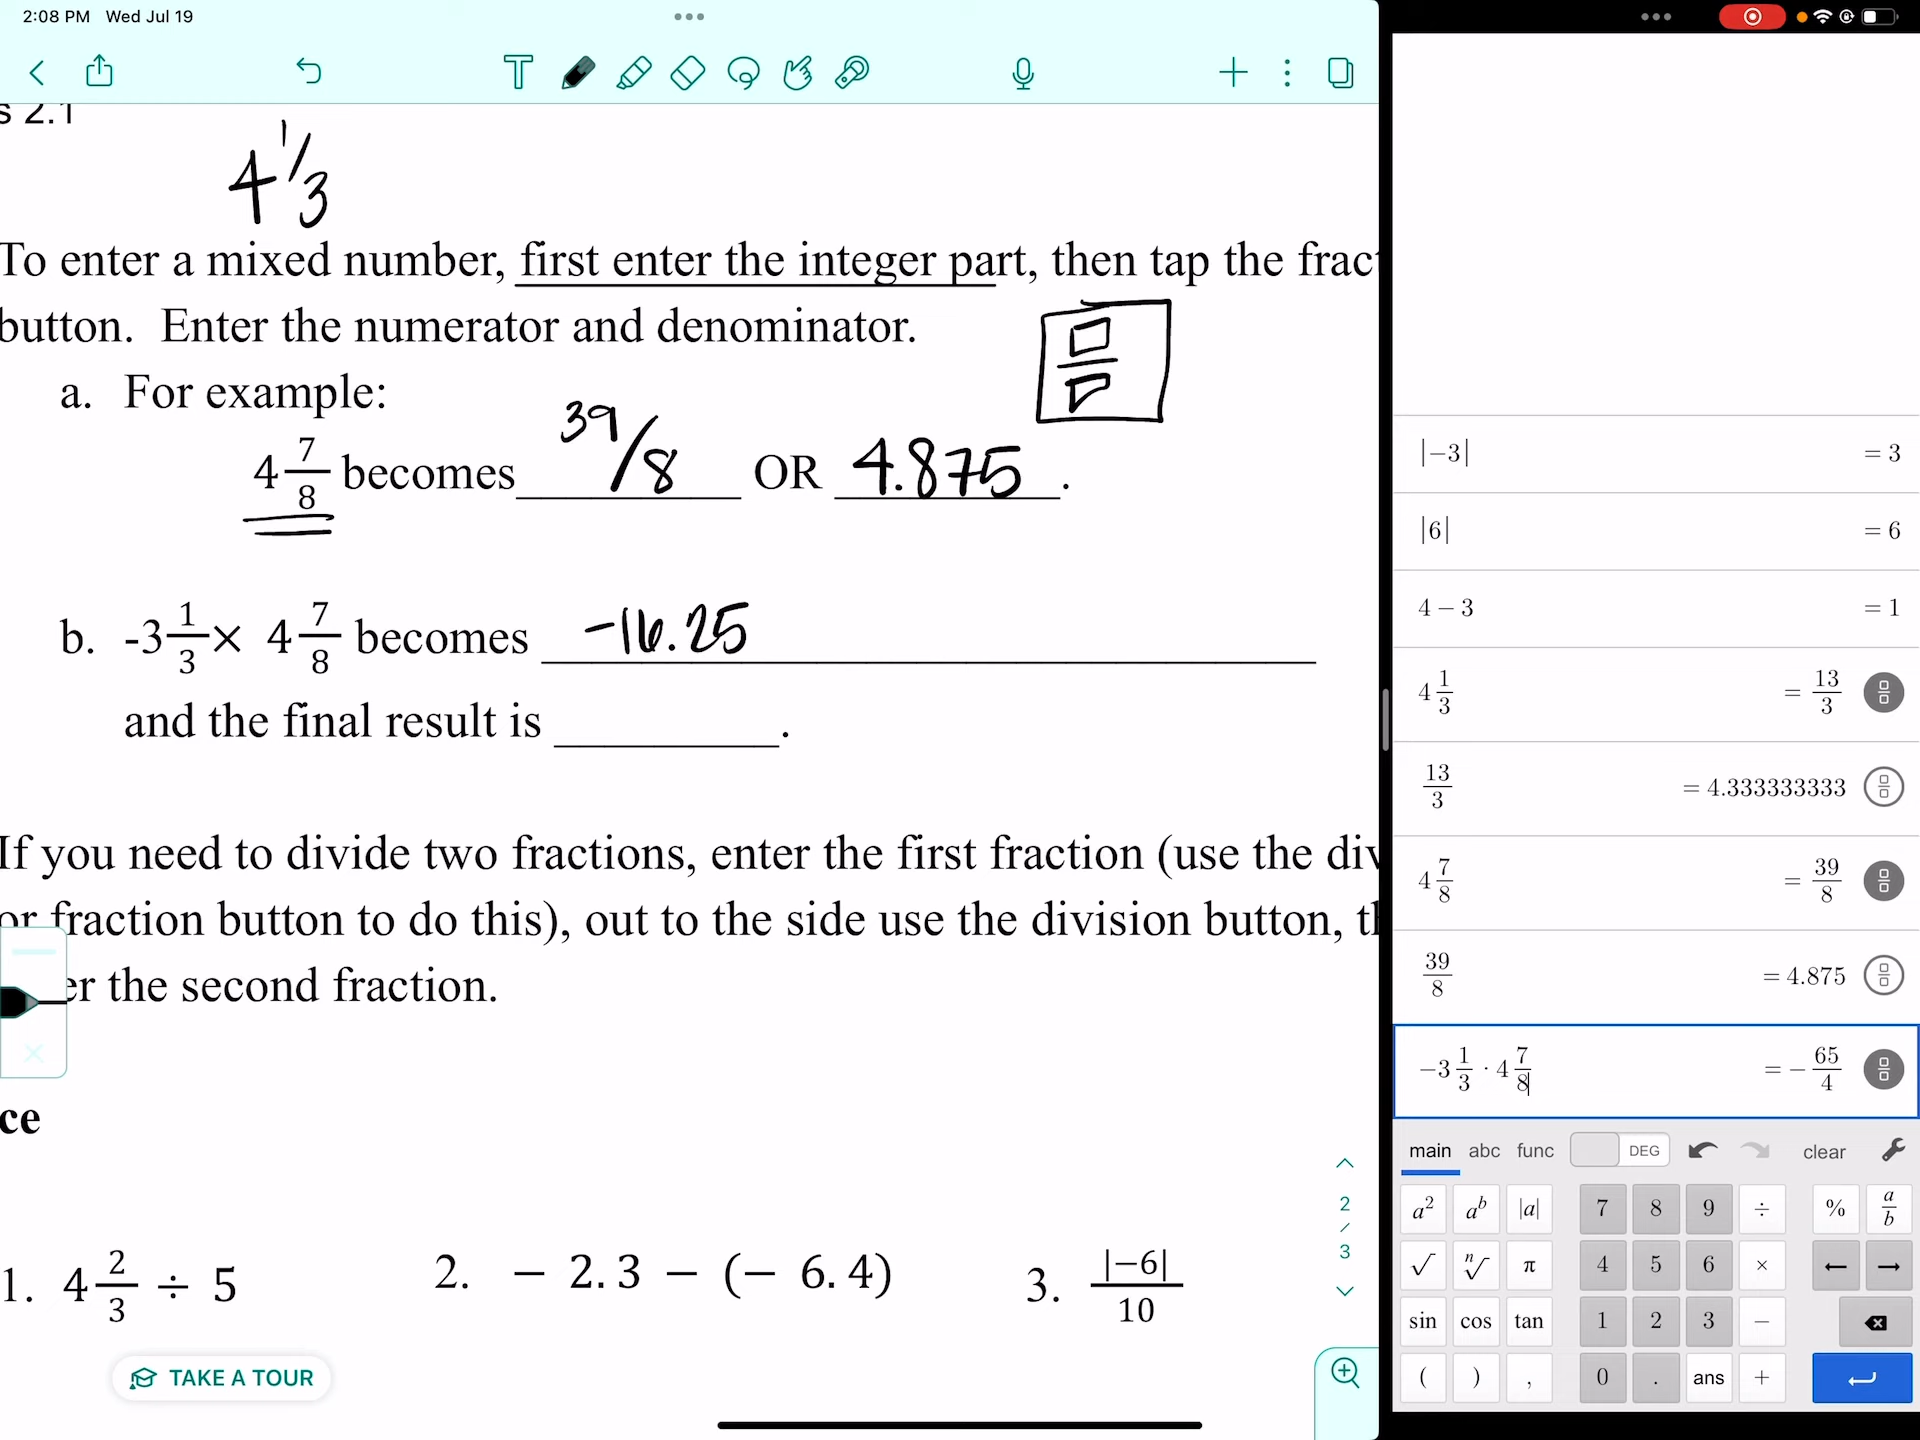 2:08 PM Wed Jul 19
s 2.1
4 1/3
To enter a mixed number, first enter the integer part, then tap the fract
button. Enter the numerator and denominator.
a. For example:
4 7/8 becomes 39/8 OR 4.875.
b. -3 1/3 × 4 7/8 becomes -16.25
and the final result is ________.
If you need to divide two fractions, enter the first fraction (use the div
or fraction button to do this), out to the side use the division button, th
er the second fraction.
ce
1. 4 2/3 ÷ 5
2. − 2.3 − (− 6.4)
3. |−6|/10
2/3
TAKE A TOUR
|−3| = 3
|6| = 6
4 − 3 = 1
4 1/3 = 13/3
13/3 = 4.333333333
4 7/8 = 39/8
39/8 = 4.875
−3 1/3 · 4 7/8 = − 65/4
main abc func DEG clear
a² aᵇ |a| 7 8 9 ÷ % a/b
√ ⁿ√ π 4 5 6 × ← →
sin cos tan 1 2 3 −
( ) , 0 . ans +